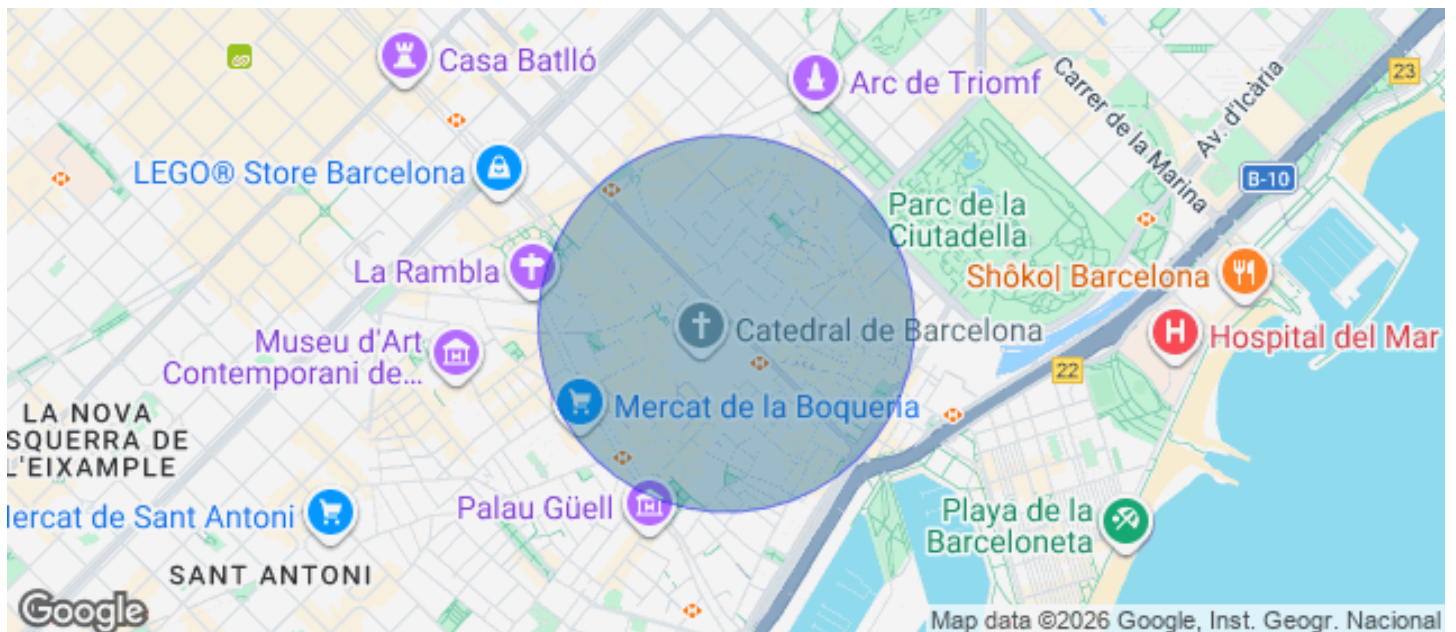 Casa Batlló
Arc de Triomf
Carrer de la Marina
Av. d'Icària
23
LEGO® Store Barcelona
B-10
Parc de la
Ciutadella
La Rambla
Shôko| Barcelona
Museu d'Art
Contemporani de...
Catedral de Barcelona
H
Hospital del Mar
22
Mercat de la Boqueria
LA NOVA
ESQUERRA DE
L'EIXAMPLE
Palau Güell
Mercat de Sant Antoni
Playa de la
Barceloneta
SANT ANTONI
Google
Map data ©2026 Google, Inst. Geogr. Nacional